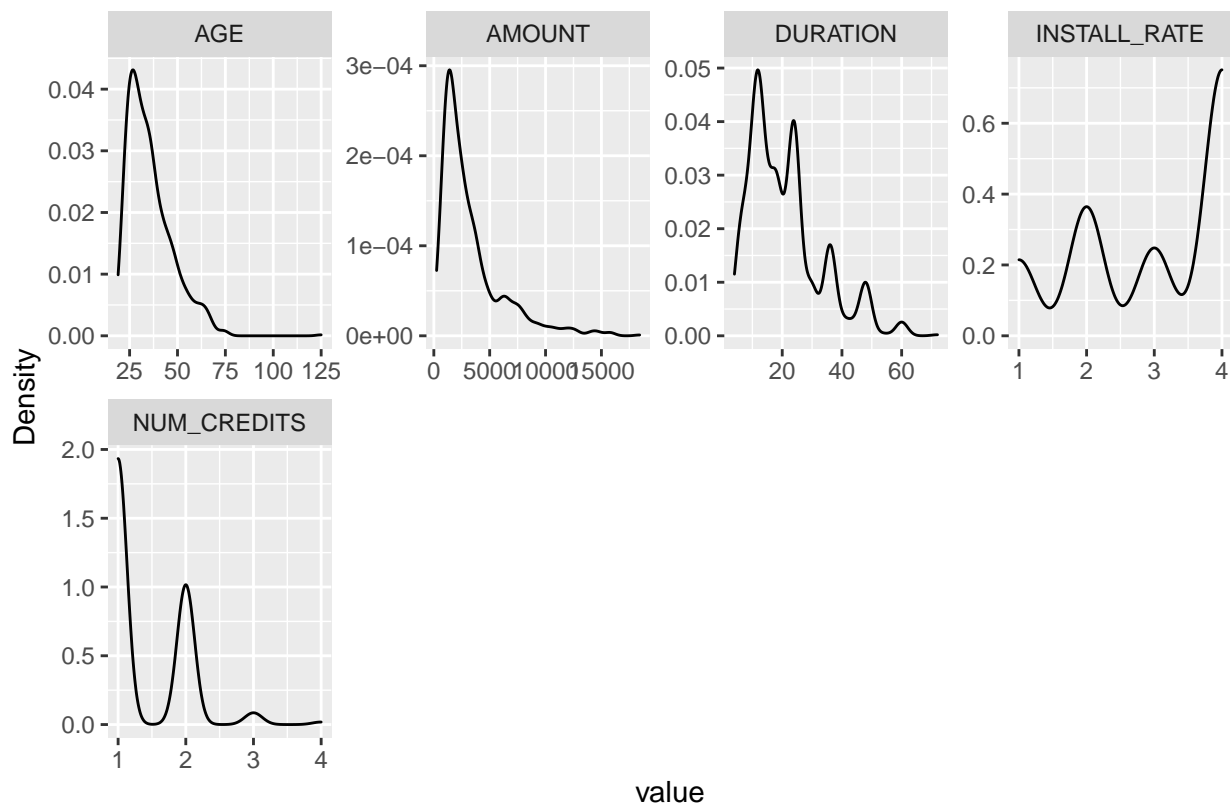 AGE
AMOUNT
DURATION
INSTALL_RATE
0.04
0.03
0.02
0.01
0.00
25 50 75 100 125
3e−04
2e−04
1e−04
0e+00
0 5000 10000 15000
0.05
0.04
0.03
0.02
0.01
0.00
20 40 60
0.6
0.4
0.2
0.0
1 2 3 4
Density
NUM_CREDITS
2.0
1.5
1.0
0.5
0.0
1 2 3 4
value